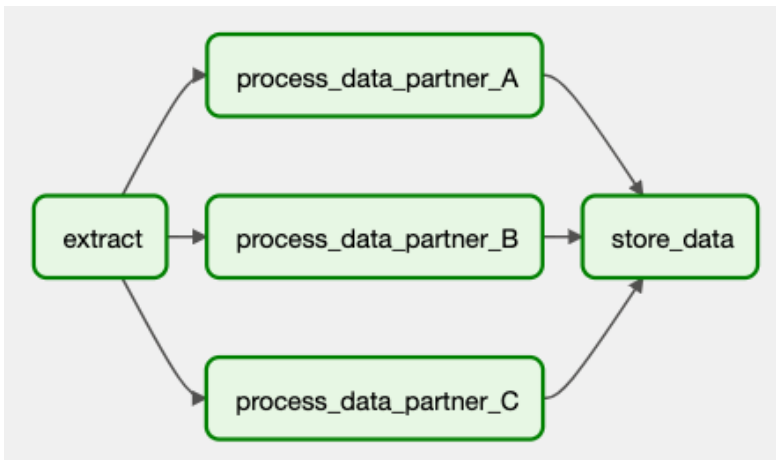 process_data_partner_A
extract
process_data_partner_B
store_data
process_data_partner_C